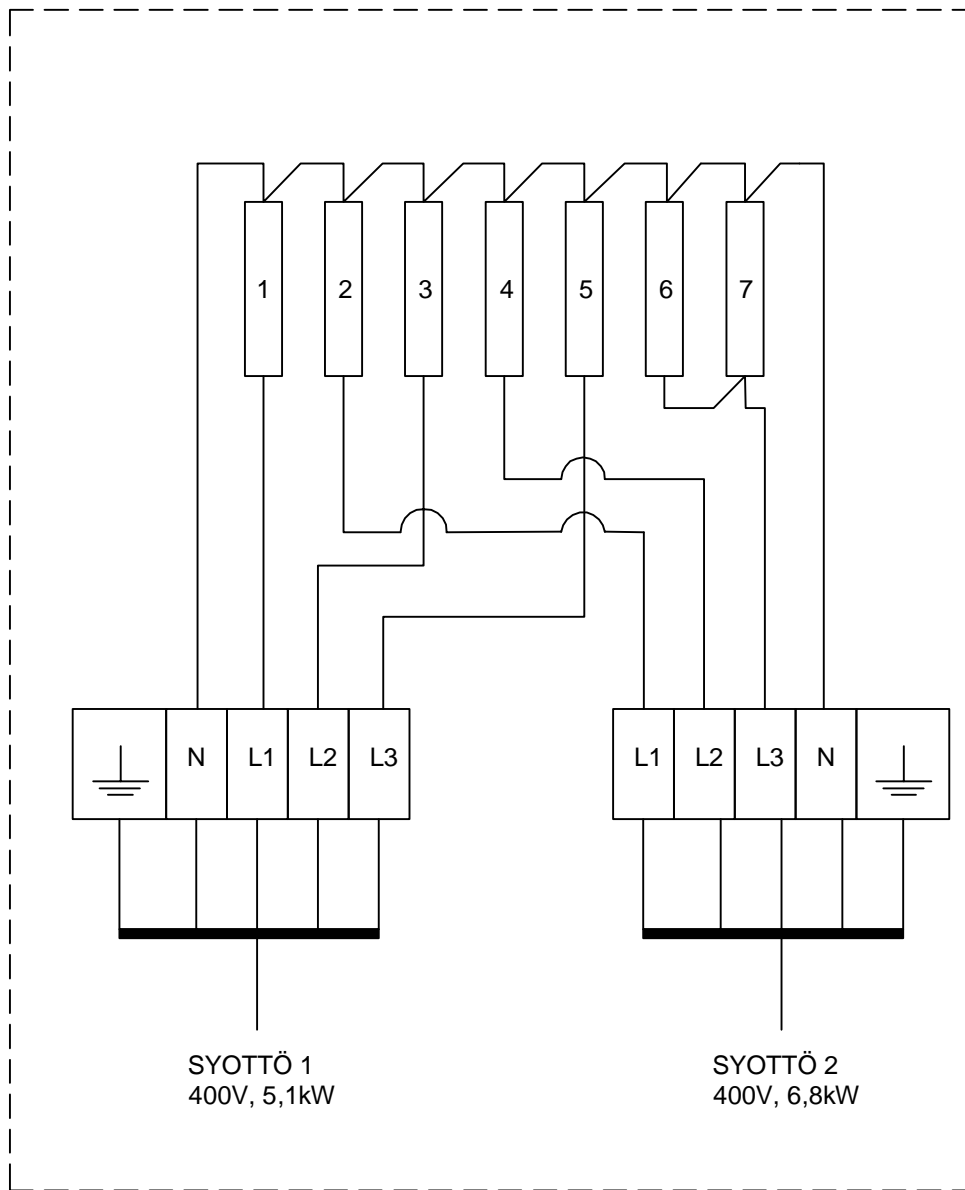 1 2 3 4 5 6 7
N L1 L2 L3
L1 L2 L3 N
SYOTTÖ 1
400V, 5,1kW
SYOTTÖ 2
400V, 6,8kW